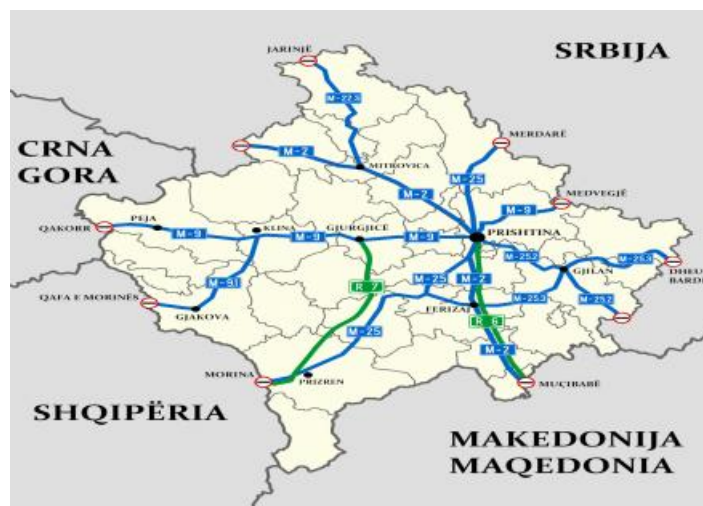 JARINJË
SRBIJA
M-22.3
CRNA
GORA
M-2
MITROVICA
MERDARË
M-25
M-2
MEDVEGJË
M-9
QAKORR
PEJA
M-9
KLINA
M-9
GJURGJICË
M-9
PRISHTINA
M-25.2
M-25.3
GJILAN
DHEU
BARDH
M-9.1
R 7
M-25
M-2
QAFA E MORINËS
GJAKOVA
M-25
FERIZAJ
M-25.3
M-25.2
R 6
M-2
MORINA
PRIZREN
MUÇIBABË
SHQIPËRIA
MAKEDONIJA
MAQEDONIA